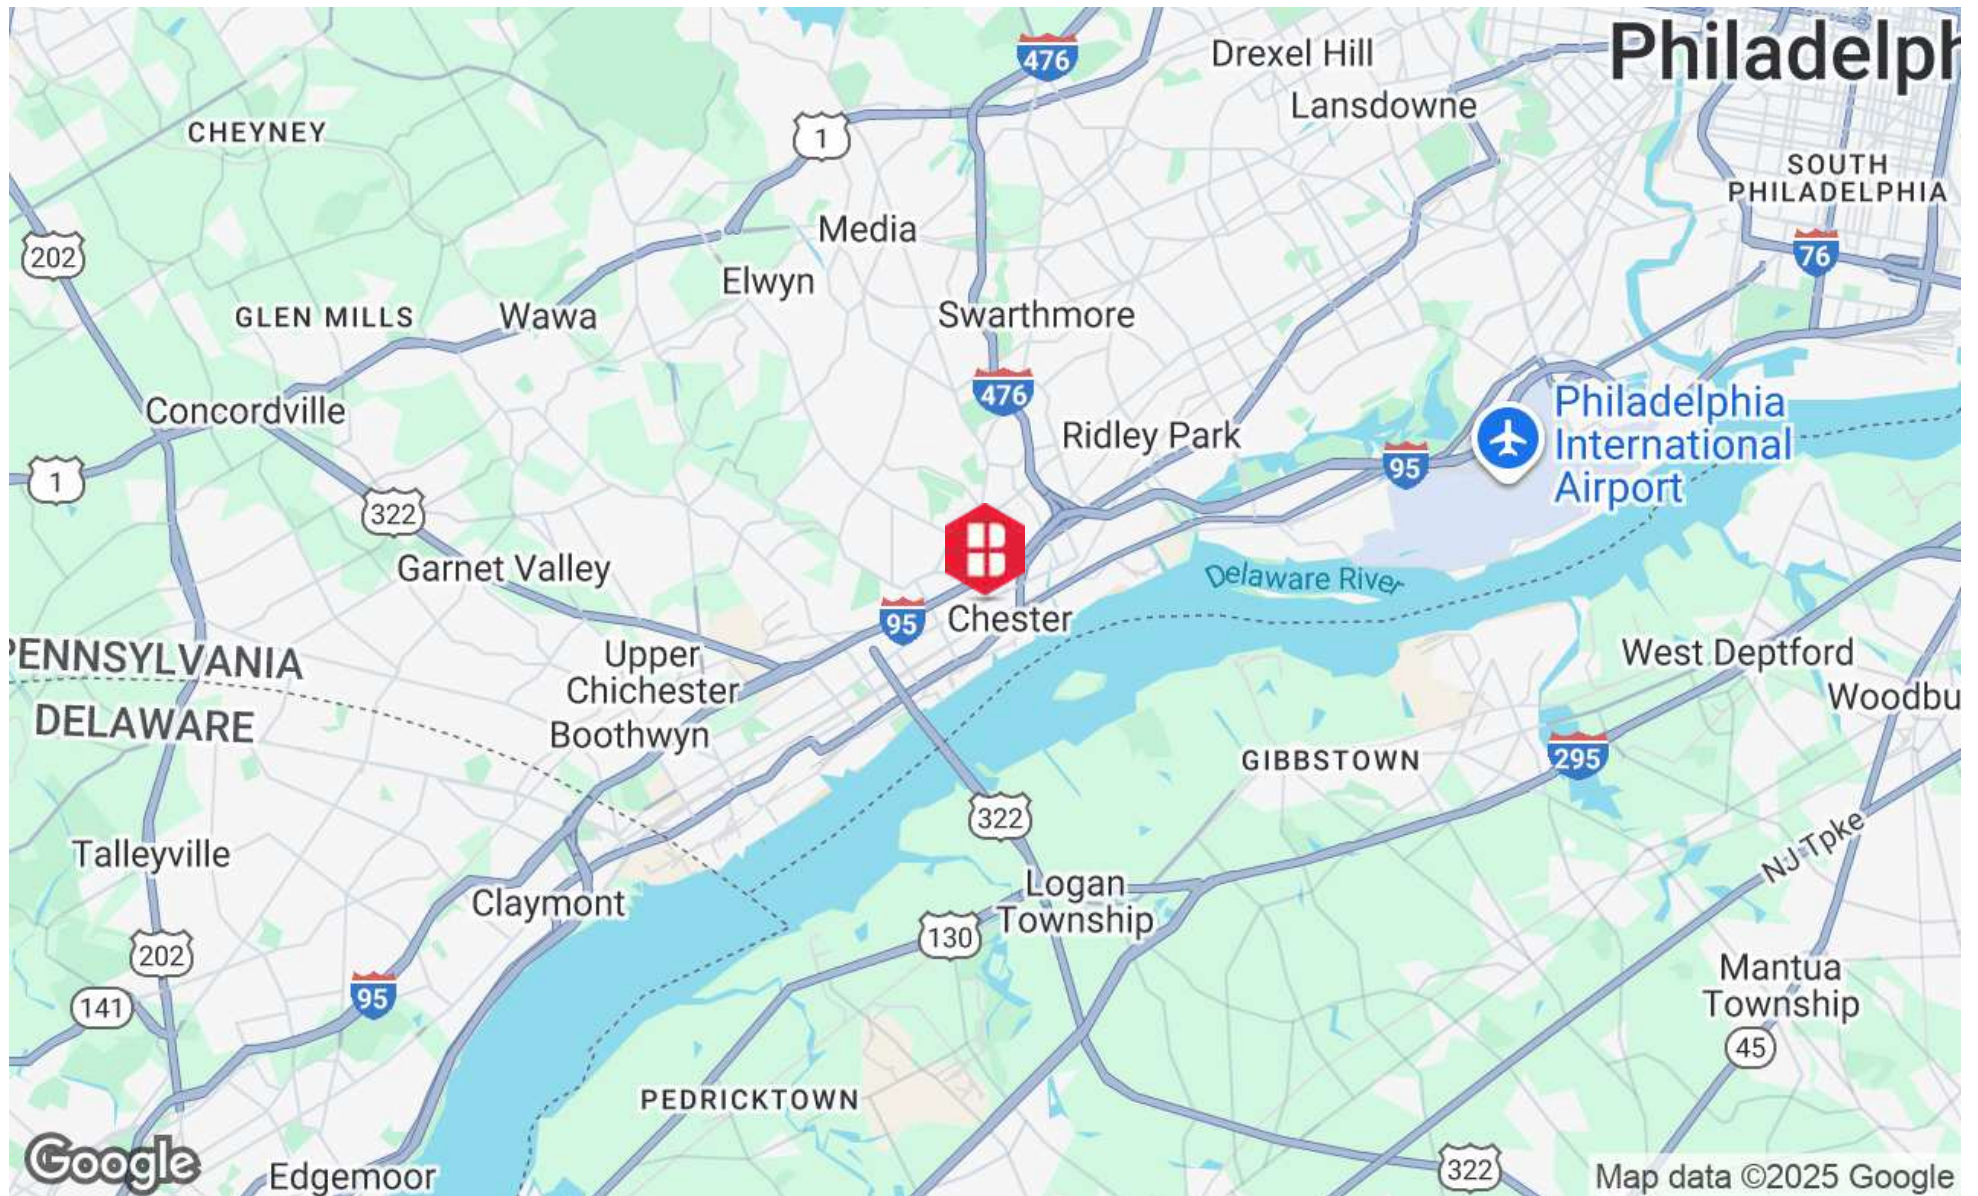 476
Drexel Hill
Philadelph
Lansdowne
CHEYNEY
1
SOUTH
PHILADELPHIA
202
Media
76
Elwyn
GLEN MILLS
Wawa
Swarthmore
476
Concordville
Philadelphia
International
Airport
Ridley Park
95
1
322
Garnet Valley
Delaware River
95
Chester
PENNSYLVANIA
DELAWARE
Upper
Chichester
Boothwyn
West Deptford
Woodbu
GIBBSTOWN
295
322
NJ Tpke
Talleyville
Claymont
Logan
Township
130
202
141
95
Mantua
Township
45
PEDRICKTOWN
Google
Edgemoor
322
Map data ©2025 Google